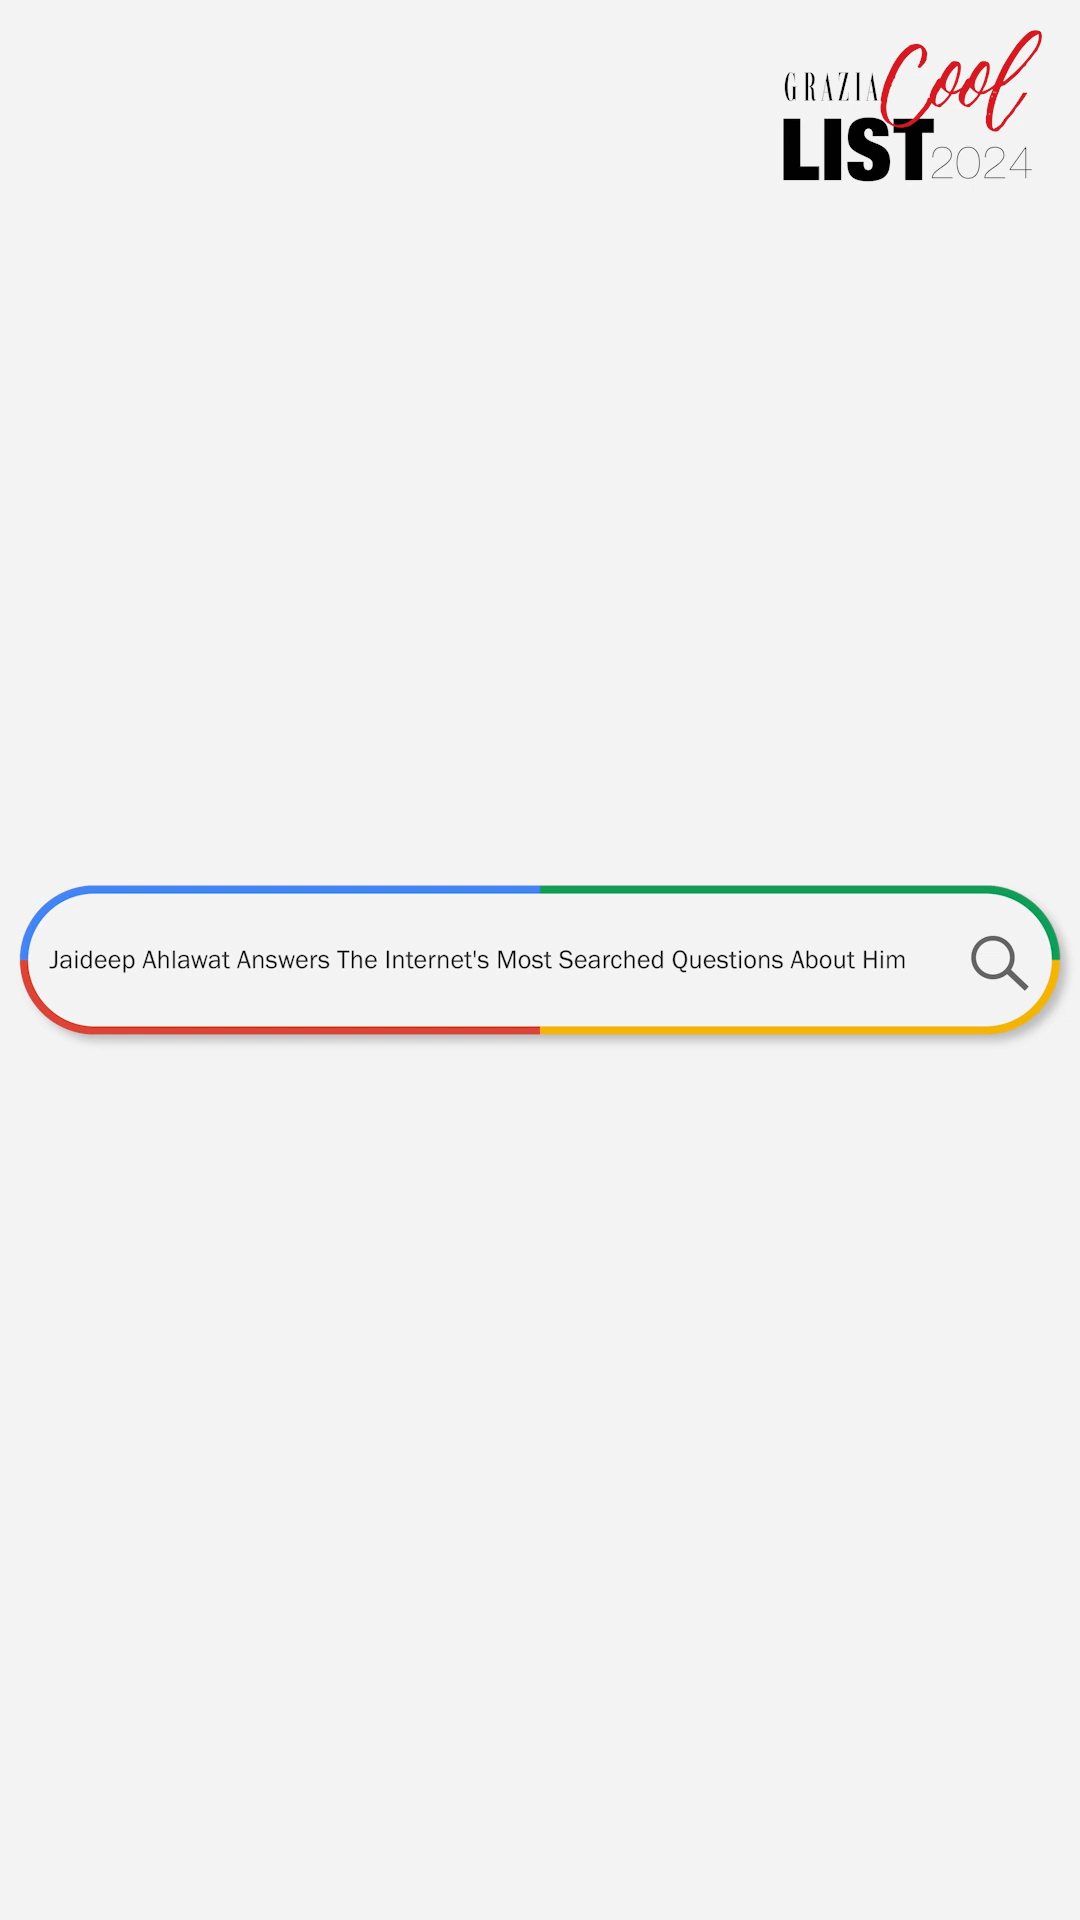 GRAZIA Cool
LIST 2024
Jaideep Ahlawat Answers The Internet's Most Searched Questions About Him